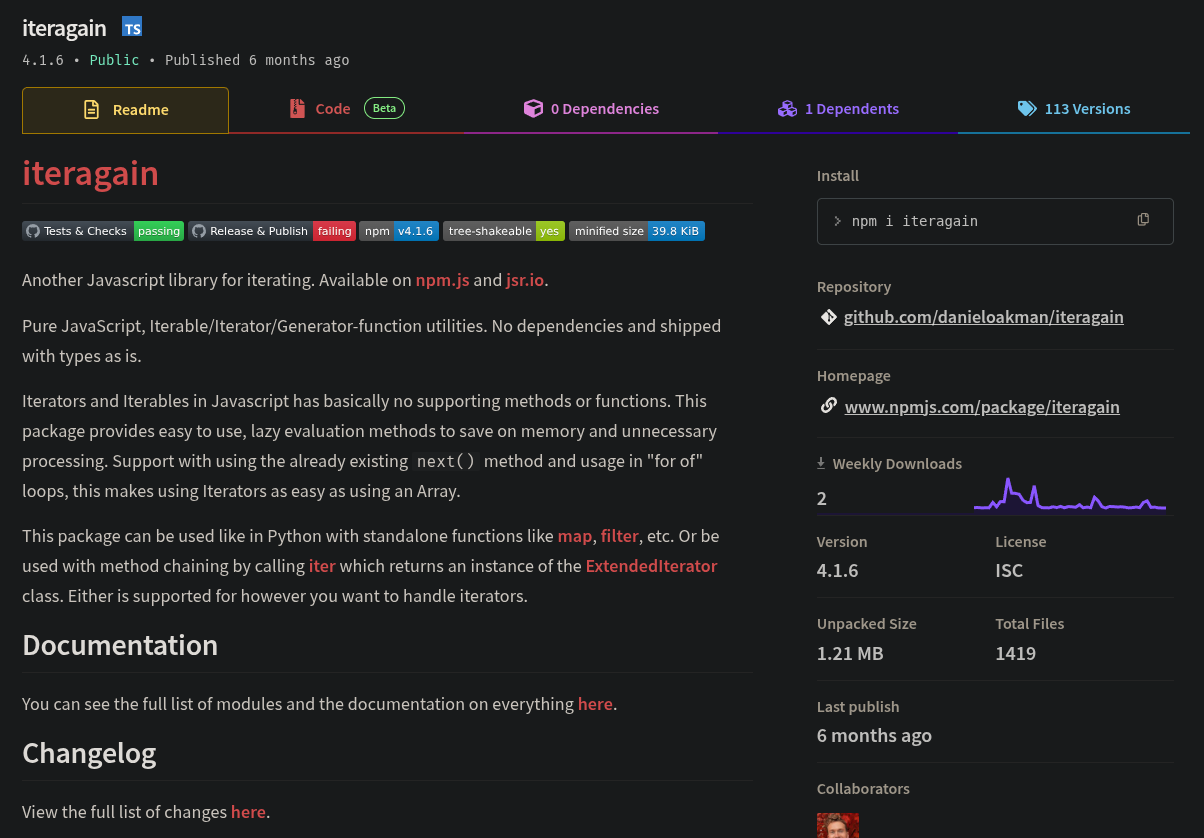 iteragain TS
4.1.6 • Public • Published 6 months ago
Readme
Code Beta
0 Dependencies
1 Dependents
113 Versions
iteragain
Tests & Checks passing Release & Publish failing npm v4.1.6 tree-shakeable yes minified size 39.8 KiB
Another Javascript library for iterating. Available on npm.js and jsr.io.
Pure JavaScript, Iterable/Iterator/Generator-function utilities. No dependencies and shipped
with types as is.
Iterators and Iterables in Javascript has basically no supporting methods or functions. This
package provides easy to use, lazy evaluation methods to save on memory and unnecessary
processing. Support with using the already existing next() method and usage in "for of"
loops, this makes using Iterators as easy as using an Array.
This package can be used like in Python with standalone functions like map, filter, etc. Or be
used with method chaining by calling iter which returns an instance of the ExtendedIterator
class. Either is supported for however you want to handle iterators.
Documentation
You can see the full list of modules and the documentation on everything here.
Changelog
View the full list of changes here.
Install
> npm i iteragain
Repository
github.com/danieloakman/iteragain
Homepage
www.npmjs.com/package/iteragain
Weekly Downloads
2
Version
4.1.6
License
ISC
Unpacked Size
1.21 MB
Total Files
1419
Last publish
6 months ago
Collaborators